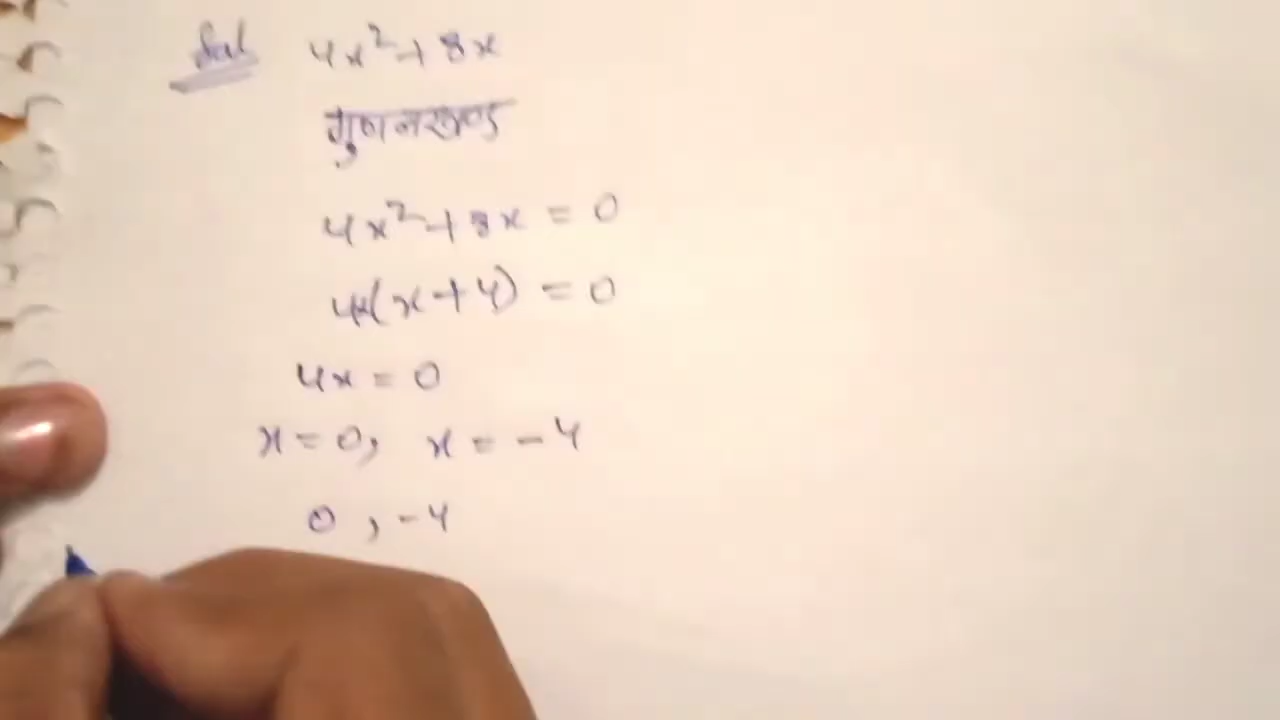 Sol 4x²+8x
गुणनखण्ड
4x²+8x = 0
4x(x+4) = 0
4x = 0
x = 0, x = -4
0, -4